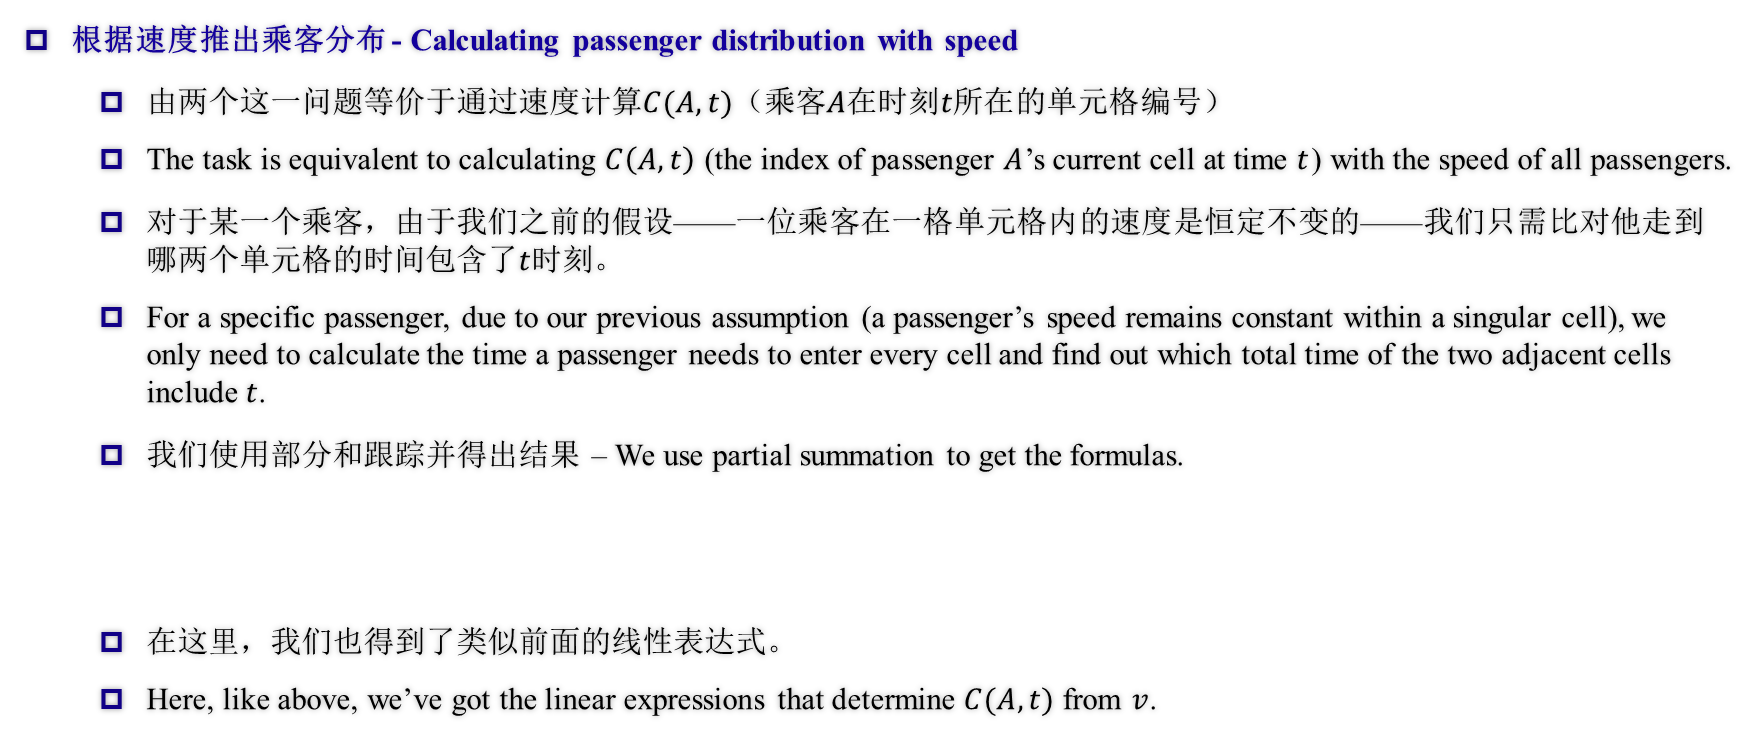 根据速度推出乘客分布 - Calculating passenger distribution with speed
由两个这一问题等价于通过速度计算C(A, t)（乘客A在时刻t所在的单元格编号）
The task is equivalent to calculating C(A, t) (the index of passenger A’s current cell at time t) with the speed of all passengers.
对于某一个乘客，由于我们之前的假设——一位乘客在一格单元格内的速度是恒定不变的——我们只需比对他走到
哪两个单元格的时间包含了t时刻。
For a specific passenger, due to our previous assumption (a passenger’s speed remains constant within a singular cell), we
only need to calculate the time a passenger needs to enter every cell and find out which total time of the two adjacent cells
include t.
我们使用部分和跟踪并得出结果 – We use partial summation to get the formulas.
在这里，我们也得到了类似前面的线性表达式。
Here, like above, we’ve got the linear expressions that determine C(A, t) from v.